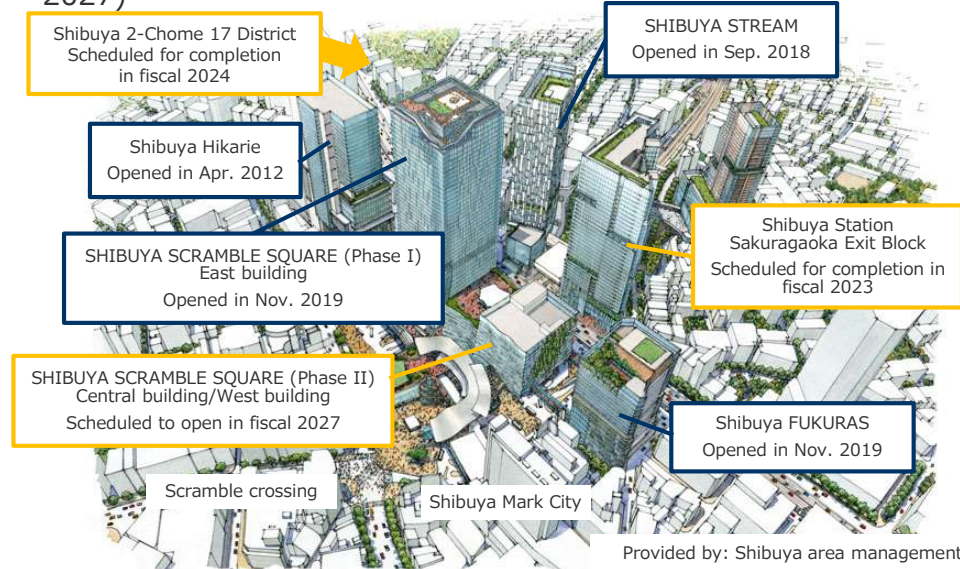 2027)
Shibuya 2-Chome 17 District
Scheduled for completion
in fiscal 2024
SHIBUYA STREAM
Opened in Sep. 2018
Shibuya Hikarie
Opened in Apr. 2012
Shibuya Station
Sakuragaoka Exit Block
Scheduled for completion in
fiscal 2023
SHIBUYA SCRAMBLE SQUARE (Phase I)
East building
Opened in Nov. 2019
SHIBUYA SCRAMBLE SQUARE (Phase II)
Central building/West building
Scheduled to open in fiscal 2027
Shibuya FUKURAS
Opened in Nov. 2019
Scramble crossing
Shibuya Mark City
Provided by: Shibuya area management